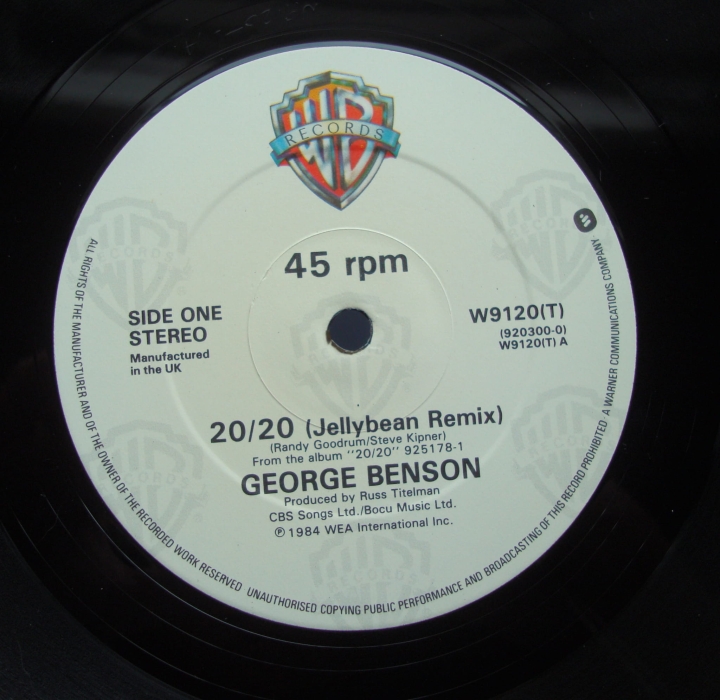 WB
RECORDS
45 rpm
SIDE ONE
STEREO
Manufactured
in the UK
W9120(T)
(920300-0)
W9120(T) A
20/20 (Jellybean Remix)
(Randy Goodrum/Steve Kipner)
From the album "20/20" 925178-1
GEORGE BENSON
Produced by Russ Titelman
CBS Songs Ltd./Bocu Music Ltd.
℗ 1984 WEA International Inc.
ALL RIGHTS OF THE MANUFACTURER AND OF THE OWNER OF THE RECORDED WORK RESERVED UNAUTHORISED COPYING PUBLIC PERFORMANCE AND BROADCASTING OF THIS RECORD PROHIBITED· A WARNER COMMUNICATIONS COMPANY·